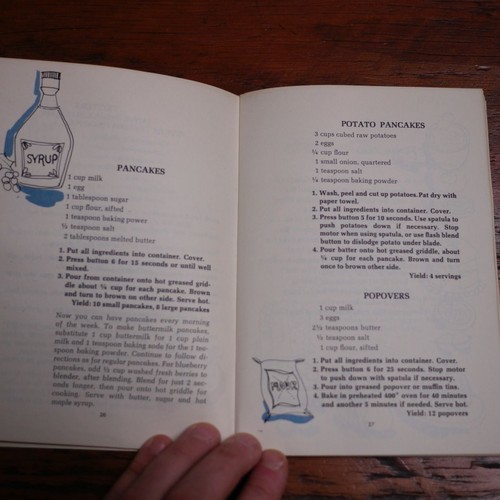 SYRUP
PANCAKES
1 cup milk
1 egg
1 tablespoon sugar
1 cup flour, sifted
1 teaspoon baking power
½ teaspoon salt
2 tablespoons melted butter
1. Put all ingredients into container. Cover.
2. Press button 6 for 15 seconds or until well
mixed.
3. Pour from container onto hot greased grid-
dle about ¼ cup for each pancake. Brown
and turn to brown on other side. Serve hot.
Yield: 16 small pancakes, 8 large pancakes
Now you can have pancakes every morning
of the week. To make buttermilk pancakes,
substitute 1 cup buttermilk for 1 cup plain
milk and 1 teaspoon baking soda for the 1 tea-
spoon baking powder. Continue to follow di-
rections as for regular pancakes. For blueberry
pancakes, add ½ cup washed fresh berries to
blender, after blending. Blend for just 2 sec-
onds longer, then pour onto hot griddle for
cooking. Serve with butter, sugar and hot
maple syrup.
POTATO PANCAKES
3 cups cubed raw potatoes
2 eggs
¼ cup flour
1 small onion, quartered
1 teaspoon salt
¼ teaspoon baking powder
1. Wash, peel and cut up potatoes. Pat dry with
paper towel.
2. Put all ingredients into container. Cover.
3. Press button 5 for 10 seconds. Use spatula to
push potatoes down if necessary. Stop
motor when using spatula, or use flash blend
button to dislodge potato under blade.
4. Pour batter onto hot greased griddle, about
¼ cup for each pancake. Brown and turn
once to brown other side.
Yield: 4 servings
POPOVERS
1 cup milk
3 eggs
2½ teaspoons butter
½ teaspoon salt
1 cup flour, sifted
1. Put all ingredients into container. Cover.
2. Press button 6 for 25 seconds. Stop motor
to push down with spatula if necessary.
3. Pour into greased popover or muffin tins.
4. Bake in preheated 400° oven for 40 minutes
and another 5 minutes if needed. Serve hot.
Yield: 12 popovers
27